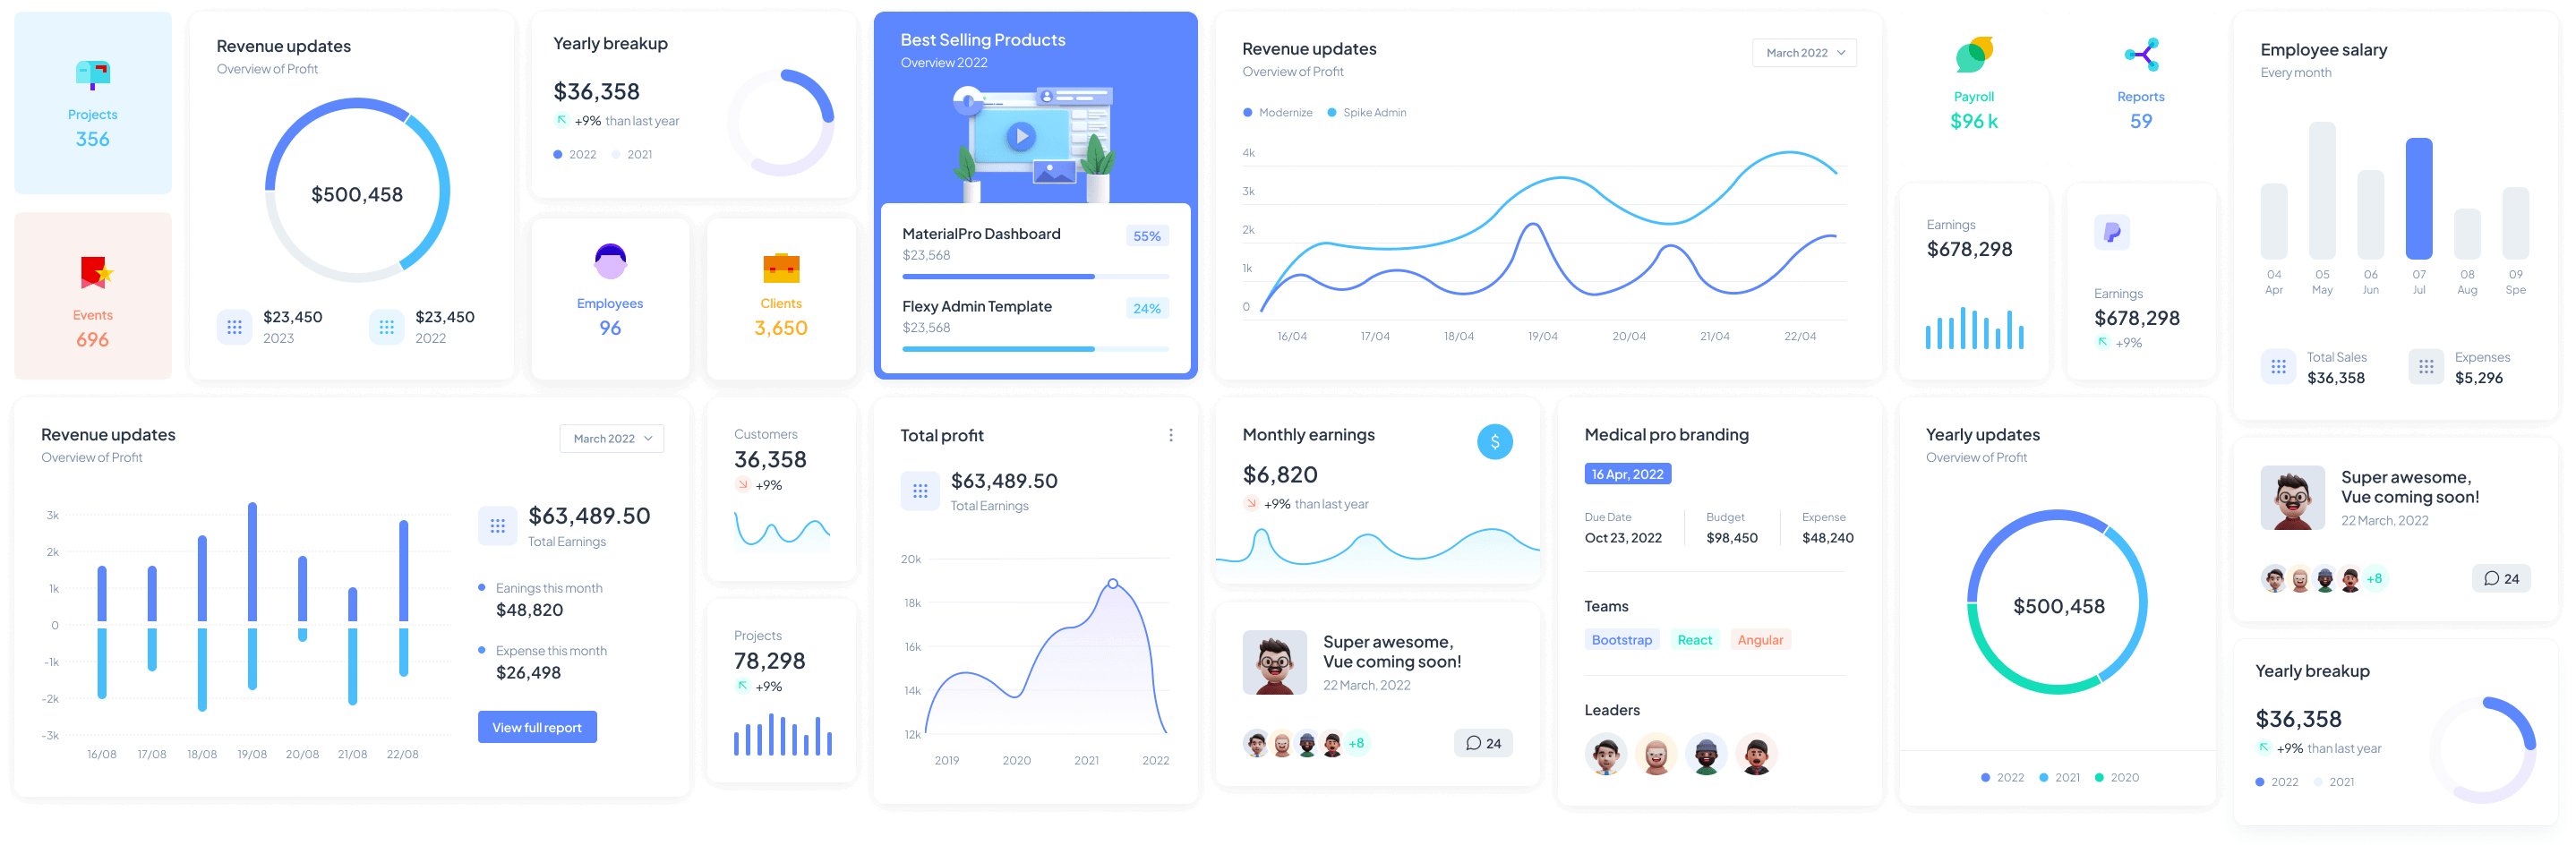 Projects
356
Events
696
Revenue updates
Overview of Profit
$500,458
$23,450
2023
$23,450
2022
Yearly breakup
$36,358
+9% than last year
2022 2021
Employees
96
Clients
3,650
Best Selling Products
Overview 2022
MaterialPro Dashboard
55%
$23,568
Flexy Admin Template
24%
$23,568
Revenue updates
Overview of Profit
March 2022
Modernize Spike Admin
4k
3k
2k
1k
0
16/04 17/04 18/04 19/04 20/04 21/04 22/04
Payroll
$96 k
Reports
59
Earnings
$678,298
Earnings
$678,298
+9%
Employee salary
Every month
04 05 06 07 08 09
Apr May Jun Jul Aug Spe
Total Sales
$36,358
Expenses
$5,296
Revenue updates
Overview of Profit
March 2022
3k
2k
1k
0
-1k
-2k
-3k
16/08 17/08 18/08 19/08 20/08 21/08 22/08
$63,489.50
Total Earnings
Eanings this month
$48,820
Expense this month
$26,498
View full report
Customers
36,358
+9%
Projects
78,298
+9%
Total profit
$63,489.50
Total Earnings
20k
18k
16k
14k
12k
2019 2020 2021 2022
Monthly earnings
$
$6,820
+9% than last year
Super awesome,
Vue coming soon!
22 March, 2022
+8
24
Medical pro branding
16 Apr, 2022
Due Date Budget Expense
Oct 23, 2022 $98,450 $48,240
Teams
Bootstrap React Angular
Leaders
Yearly updates
Overview of Profit
$500,458
2022 2021 2020
Super awesome,
Vue coming soon!
22 March, 2022
+8
24
Yearly breakup
$36,358
+9% than last year
2022 2021